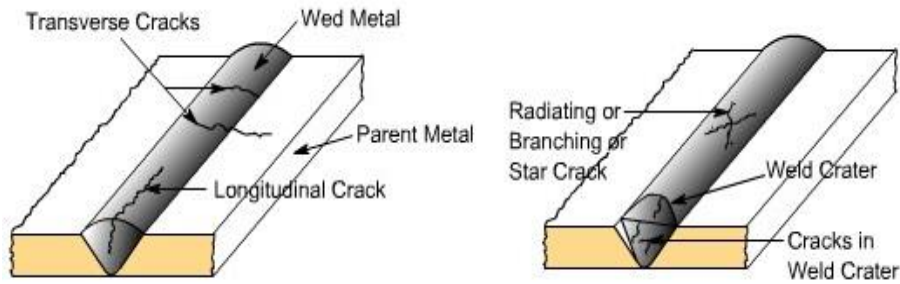 Transverse Cracks
Wed Metal
Parent Metal
Longitudinal Crack
Radiating or
Branching or
Star Crack
Weld Crater
Cracks in
Weld Crater